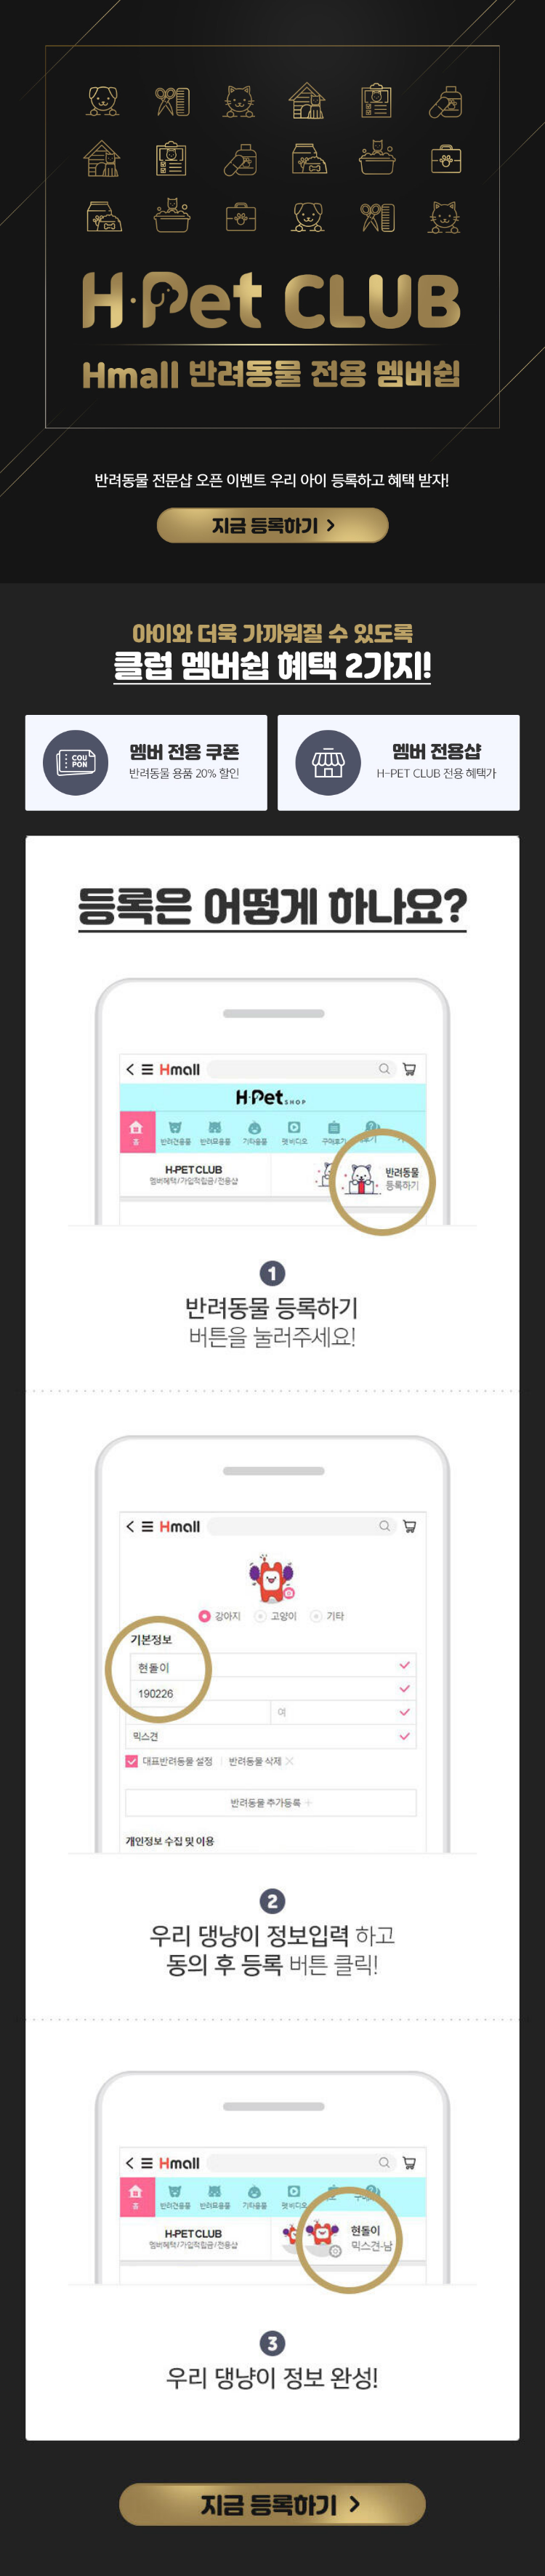 H·Pet CLUB
Hmall 반려동물 전용 멤버쉽
반려동물 전문샵 오픈 이벤트 우리 아이 등록하고 혜택 받자!
지금 등록하기 >
아이와 더욱 가까워질 수 있도록
클럽 멤버쉽 혜택 2가지!
COU
PON
멤버 전용 쿠폰
반려동물 용품 20% 할인
멤버 전용샵
H-PET CLUB 전용 혜택가
등록은 어떻게 하나요?
Hmall
H·Pet SHOP
홈 반려견용품 반려묘용품 기타용품 펫비디오 구매후기
H-PET CLUB
멤버혜택/가입적립금/전용샵
반려동물
등록하기
1
반려동물 등록하기
버튼을 눌러주세요!
Hmall
강아지 고양이 기타
기본정보
현돌이
190226
여
믹스견
대표반려동물 설정 | 반려동물 삭제 ×
반려동물 추가등록 +
개인정보 수집 및 이용
2
우리 댕냥이 정보입력 하고
동의 후 등록 버튼 클릭!
Hmall
홈 반려견용품 반려묘용품 기타용품 펫비디오
H-PET CLUB
멤버혜택/가입적립금/전용샵
현돌이
믹스견-남
3
우리 댕냥이 정보 완성!
지금 등록하기 >